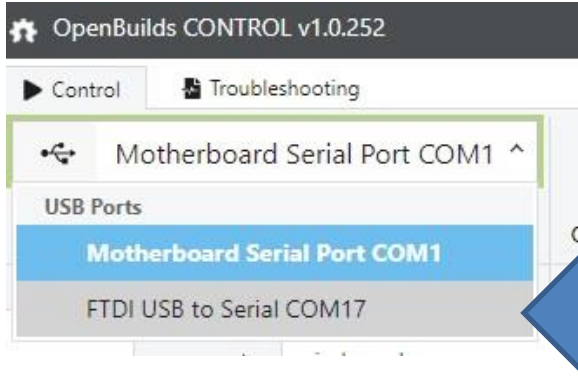 OpenBuilds CONTROL v1.0.252
Control Troubleshooting
Motherboard Serial Port COM1
USB Ports
Motherboard Serial Port COM1
FTDI USB to Serial COM17